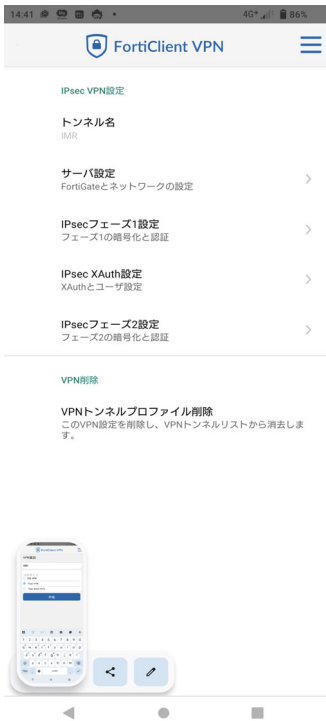 14:41
4G+
86%
FortiClient VPN
IPsec VPN設定
トンネル名
IMR
サーバ設定
FortiGateとネットワークの設定
IPsecフェーズ1設定
フェーズ1の暗号化と認証
IPsec XAuth設定
XAuthとユーザ設定
IPsecフェーズ2設定
フェーズ2の暗号化と認証
VPN削除
VPNトンネルプロファイル削除
このVPN設定を削除し、VPNトンネルリストから消去しま
す。
FortiClient VPN